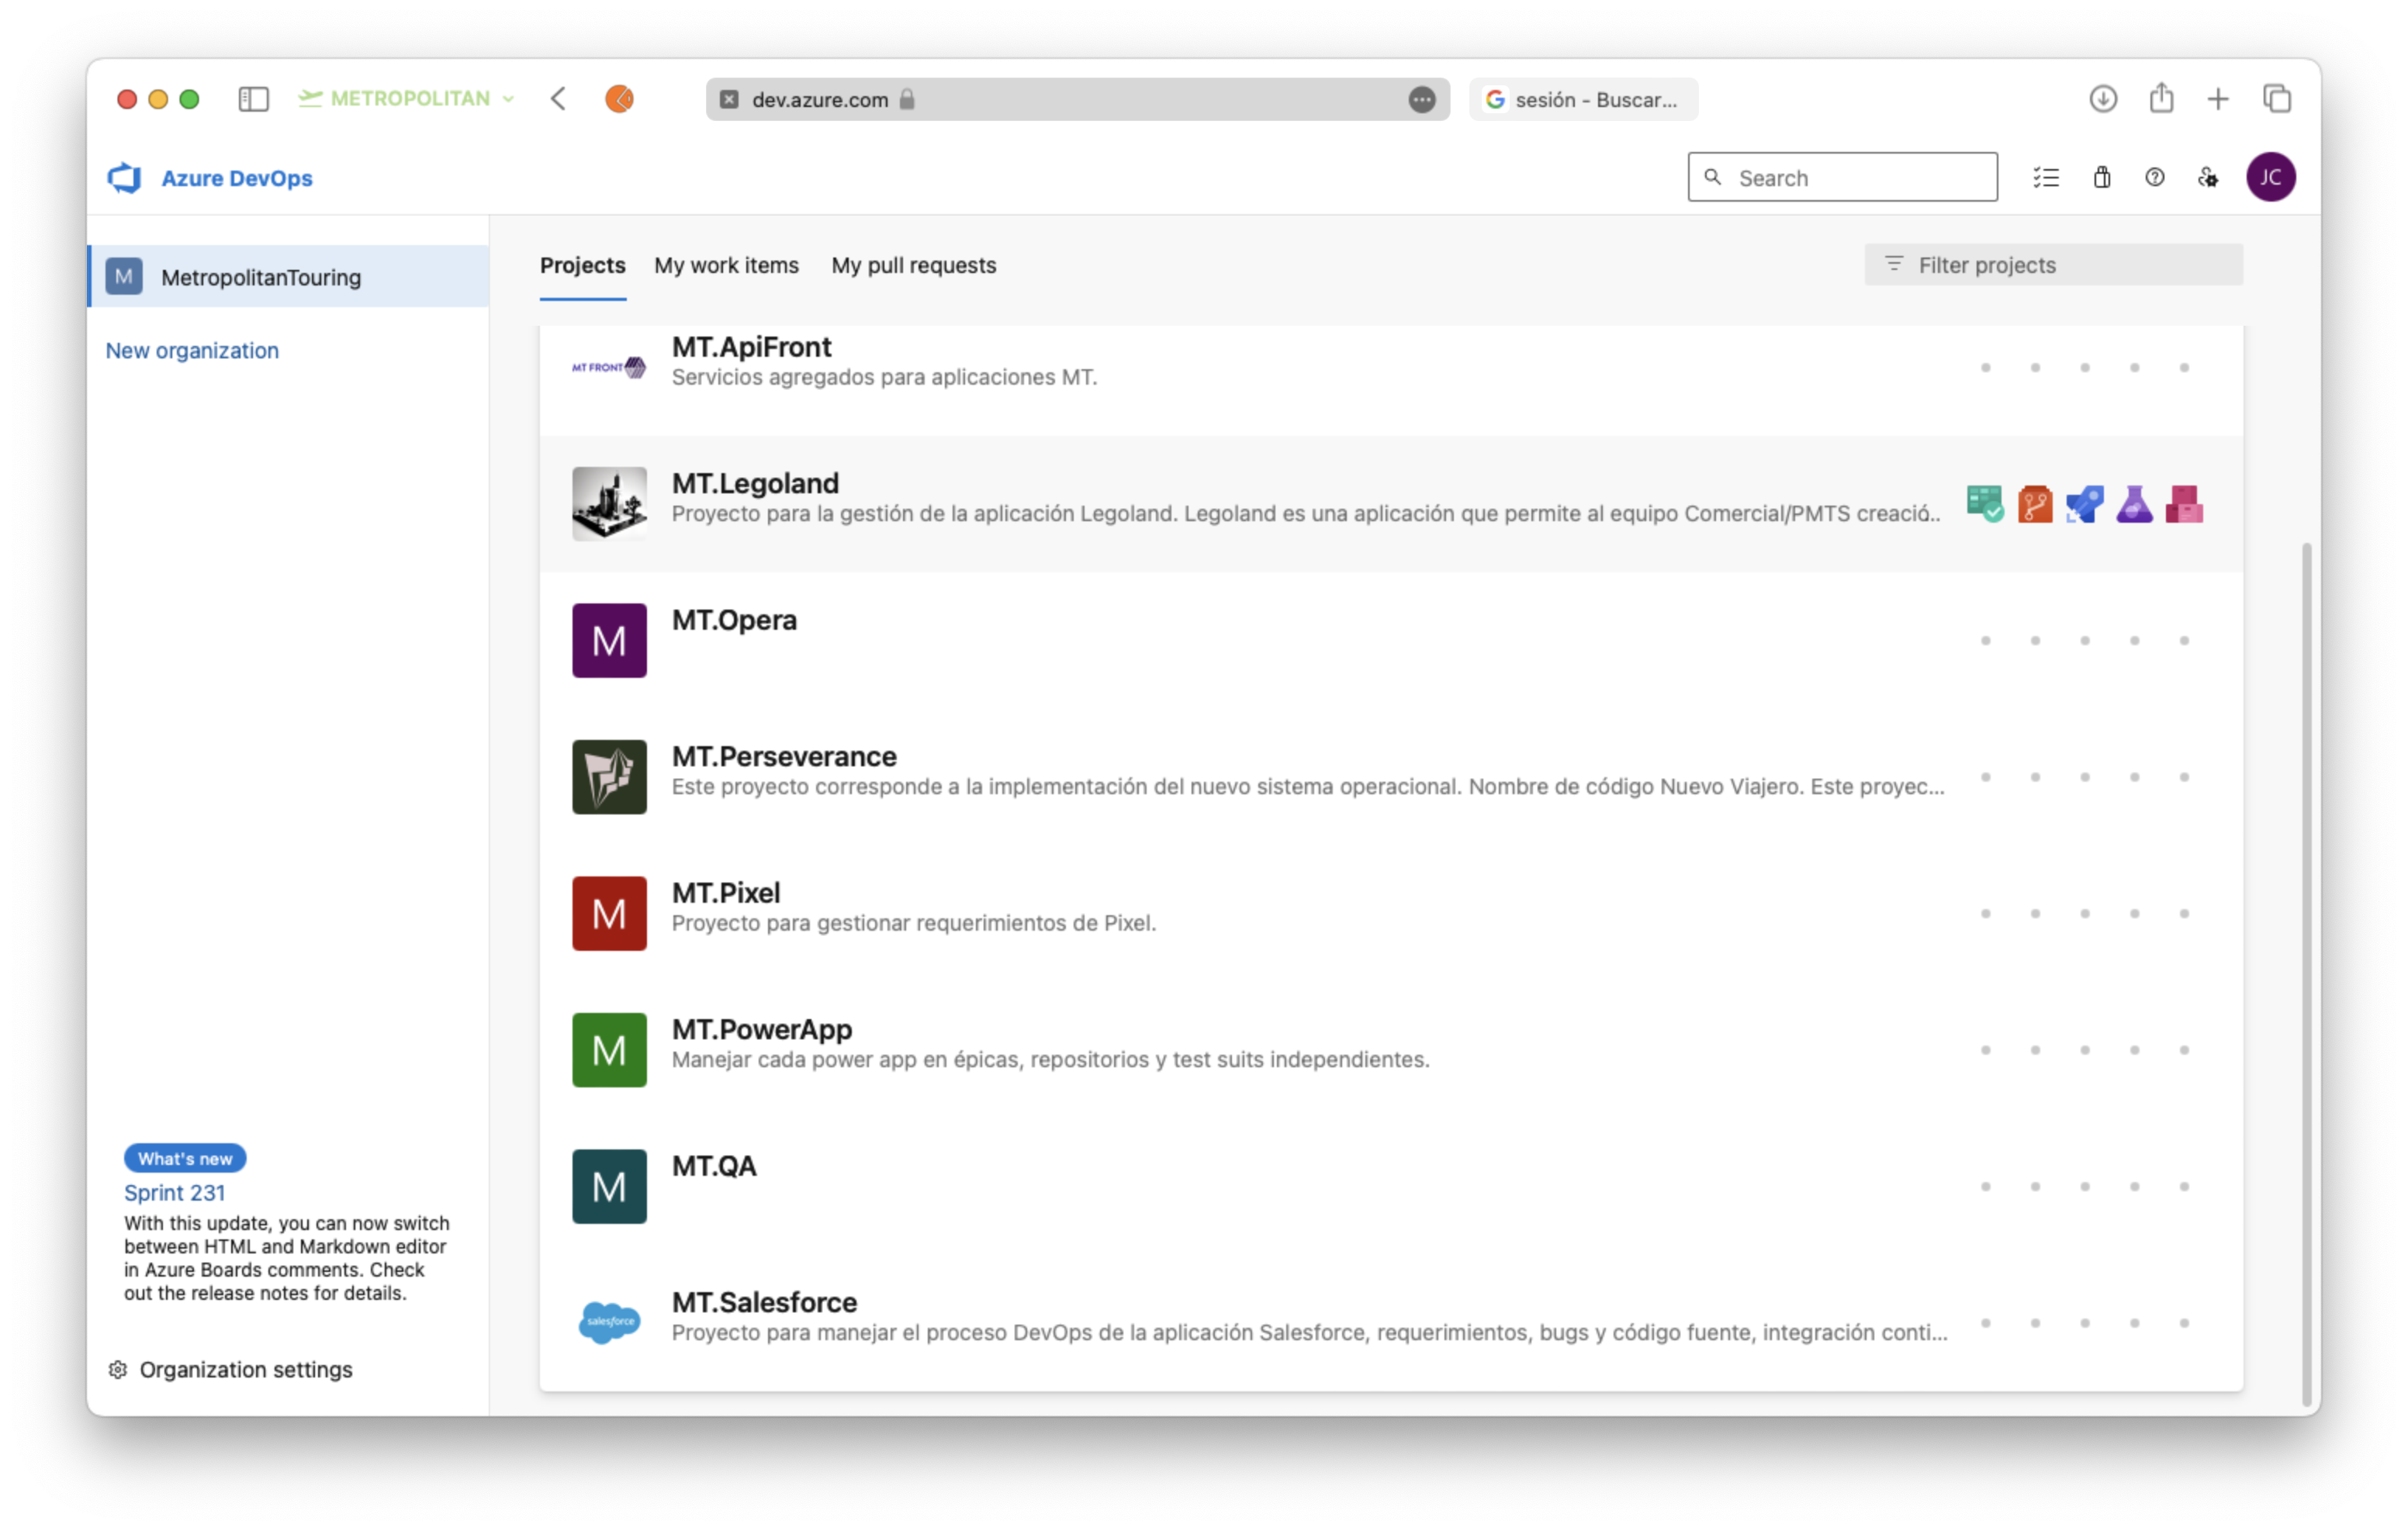 METROPOLITAN
dev.azure.com
sesión - Buscar...
Azure DevOps
Search
JC
M
MetropolitanTouring
New organization
Projects
My work items
My pull requests
Filter projects
MT FRONT
MT.ApiFront
Servicios agregados para aplicaciones MT.
MT.Legoland
Proyecto para la gestión de la aplicación Legoland. Legoland es una aplicación que permite al equipo Comercial/PMTS creació..
M
MT.Opera
MT.Perseverance
Este proyecto corresponde a la implementación del nuevo sistema operacional. Nombre de código Nuevo Viajero. Este proyec...
M
MT.Pixel
Proyecto para gestionar requerimientos de Pixel.
M
MT.PowerApp
Manejar cada power app en épicas, repositorios y test suits independientes.
M
MT.QA
salesforce
MT.Salesforce
Proyecto para manejar el proceso DevOps de la aplicación Salesforce, requerimientos, bugs y código fuente, integración conti...
What's new
Sprint 231
With this update, you can now switch
between HTML and Markdown editor
in Azure Boards comments. Check
out the release notes for details.
Organization settings